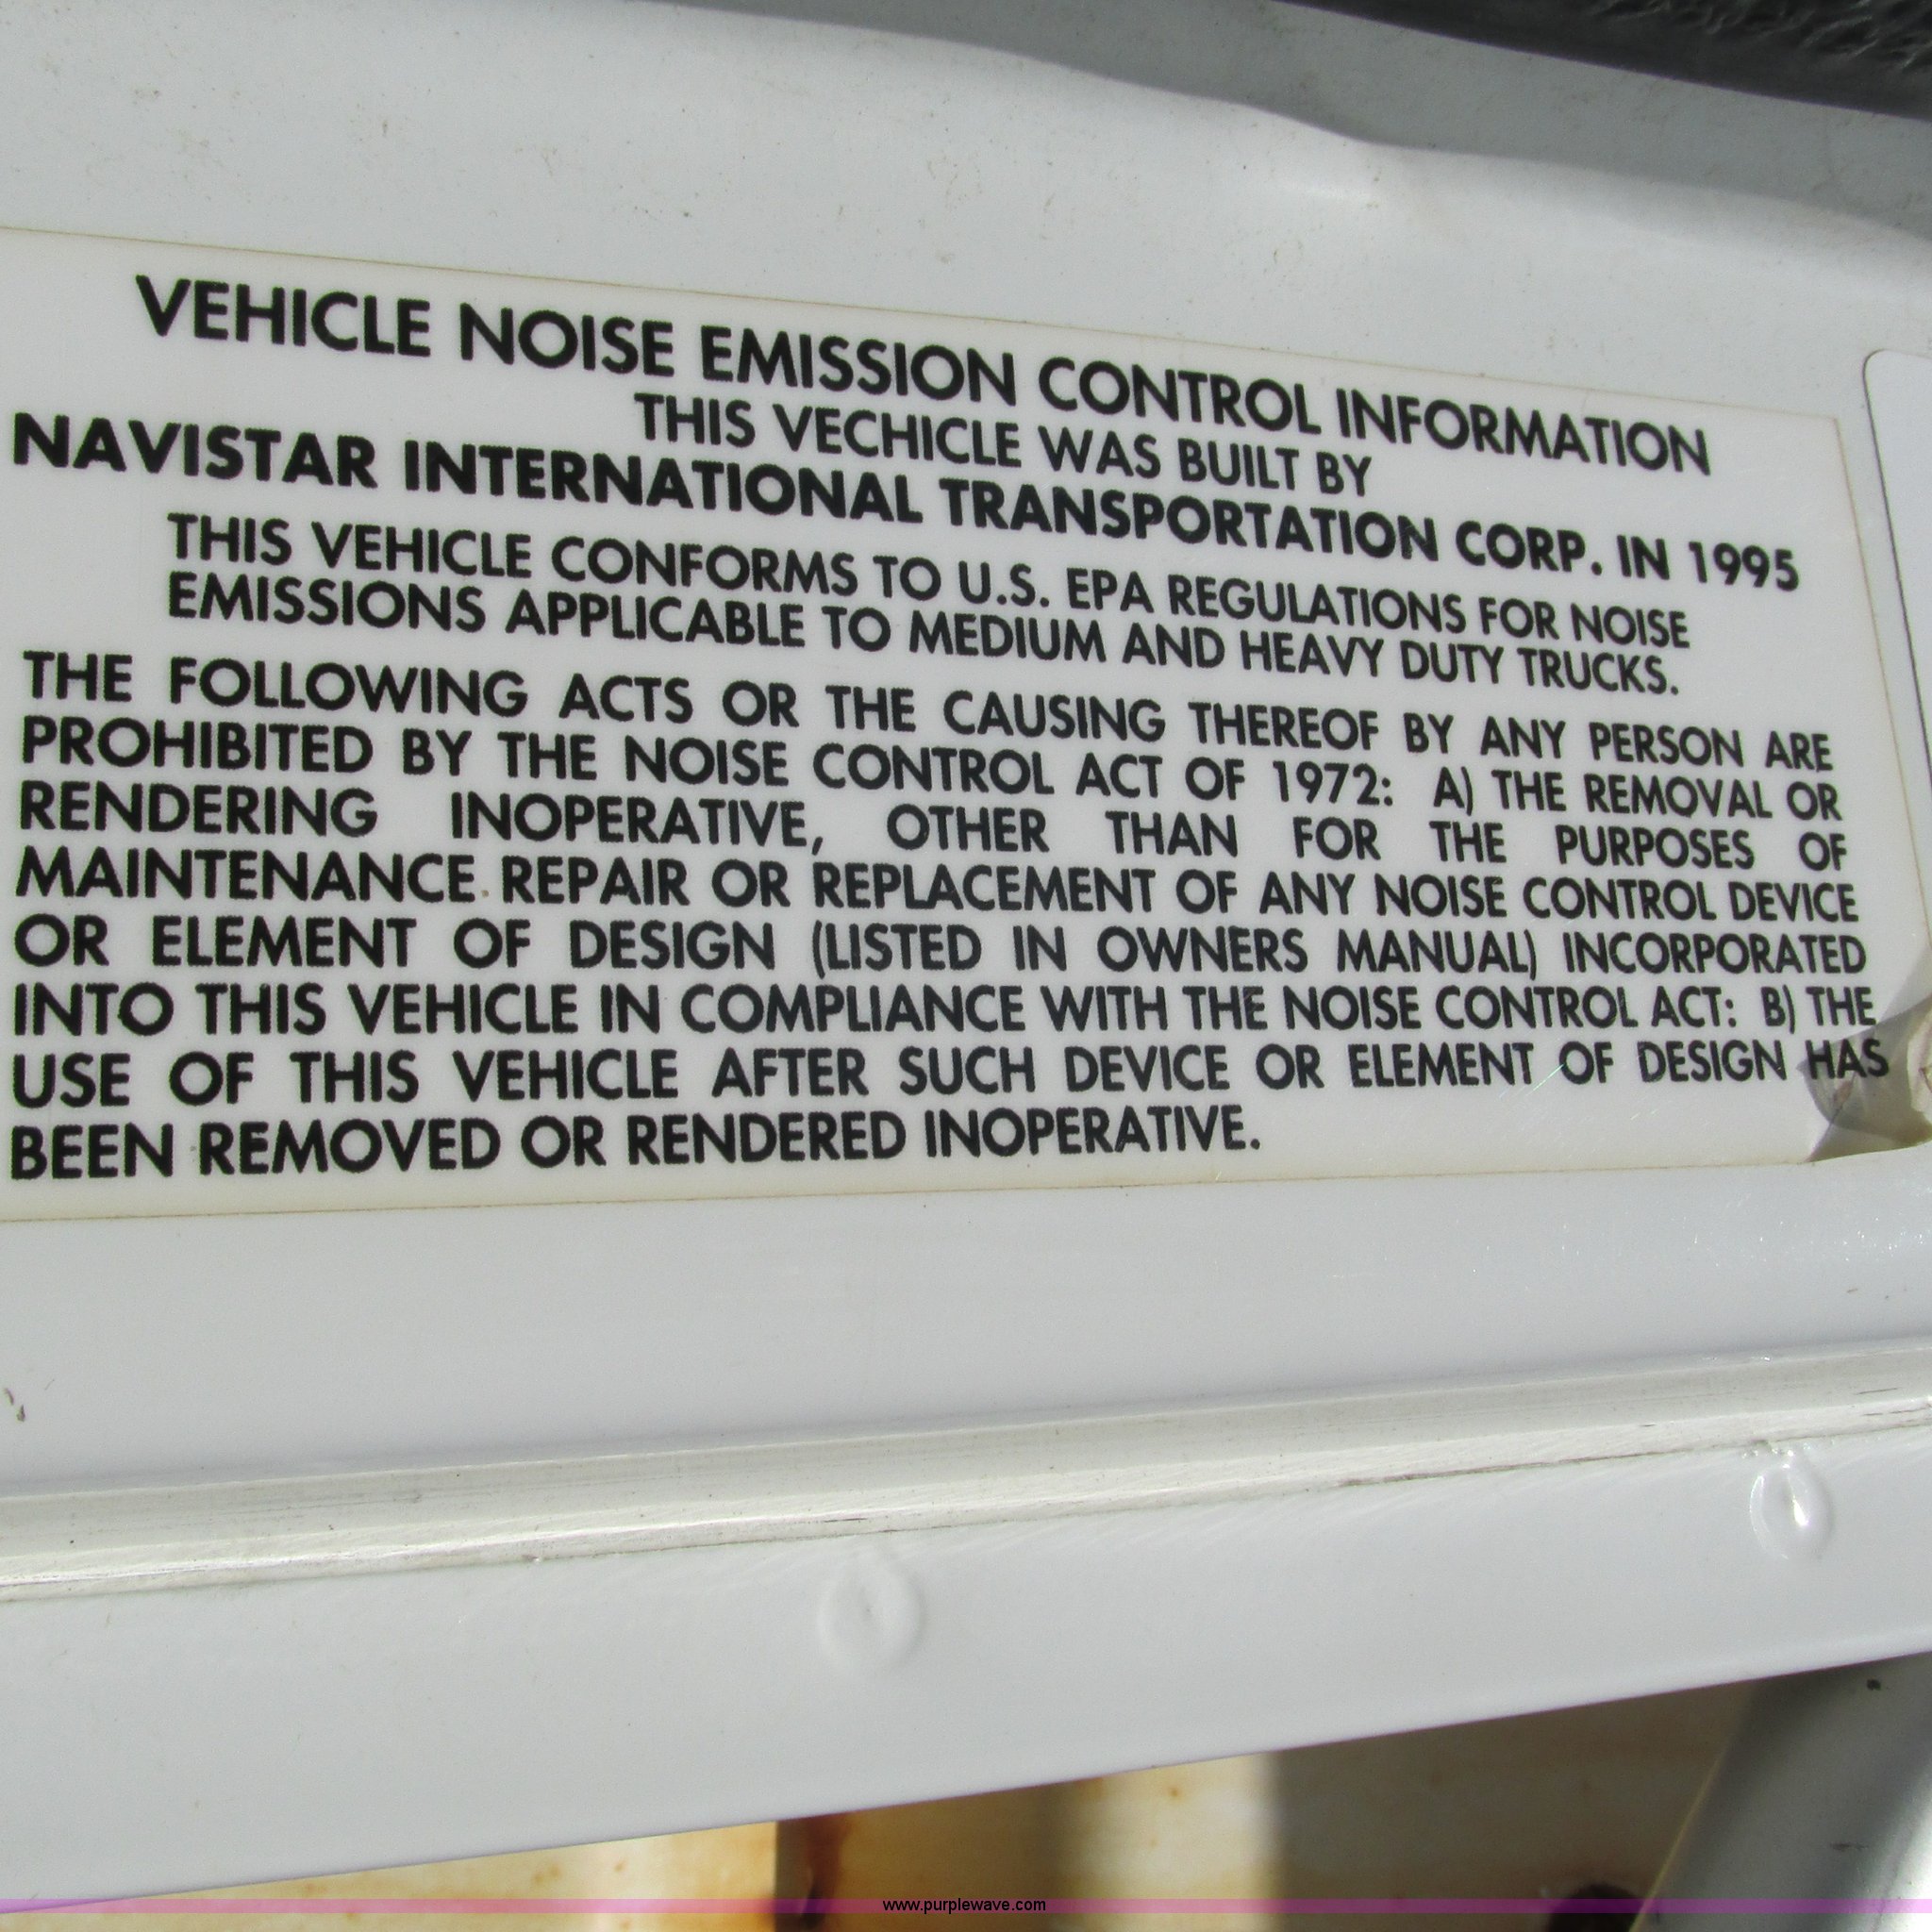 VEHICLE NOISE EMISSION CONTROL INFORMATION
THIS VECHICLE WAS BUILT BY
NAVISTAR INTERNATIONAL TRANSPORTATION CORP. IN 1995
THIS VEHICLE CONFORMS TO U.S. EPA REGULATIONS FOR NOISE
EMISSIONS APPLICABLE TO MEDIUM AND HEAVY DUTY TRUCKS.
THE FOLLOWING ACTS OR THE CAUSING THEREOF BY ANY PERSON ARE
PROHIBITED BY THE NOISE CONTROL ACT OF 1972: A) THE REMOVAL OR
RENDERING INOPERATIVE, OTHER THAN FOR THE PURPOSES OF
MAINTENANCE REPAIR OR REPLACEMENT OF ANY NOISE CONTROL DEVICE
OR ELEMENT OF DESIGN (LISTED IN OWNERS MANUAL) INCORPORATED
INTO THIS VEHICLE IN COMPLIANCE WITH THE NOISE CONTROL ACT: B) THE
USE OF THIS VEHICLE AFTER SUCH DEVICE OR ELEMENT OF DESIGN HAS
BEEN REMOVED OR RENDERED INOPERATIVE.
www.purplewave.com